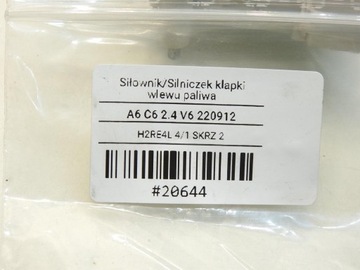 Siłownik/Silniczek klapki
wlewu paliwa
A6 C6 2.4 V6 220912
H2RE4L 4/1 SKRZ 2
#20644